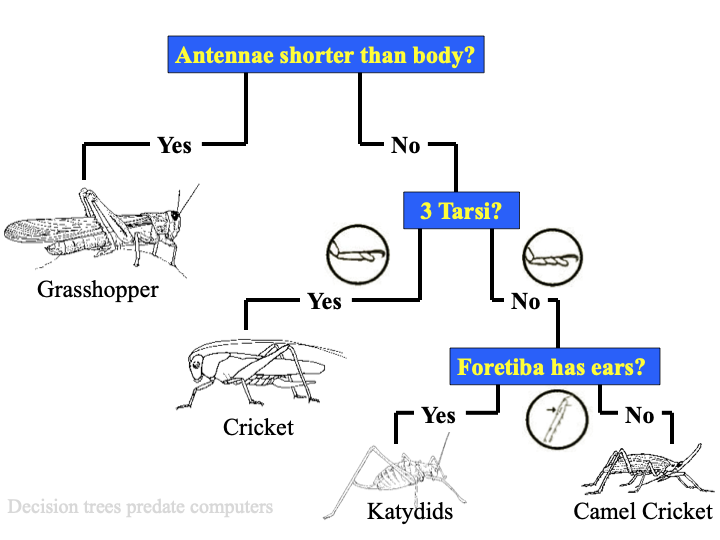 Antennae shorter than body?
Yes
No
3 Tarsi?
Grasshopper
Yes
No
Foretiba has ears?
Cricket
Yes
No
Decision trees predate computers
Katydids
Camel Cricket